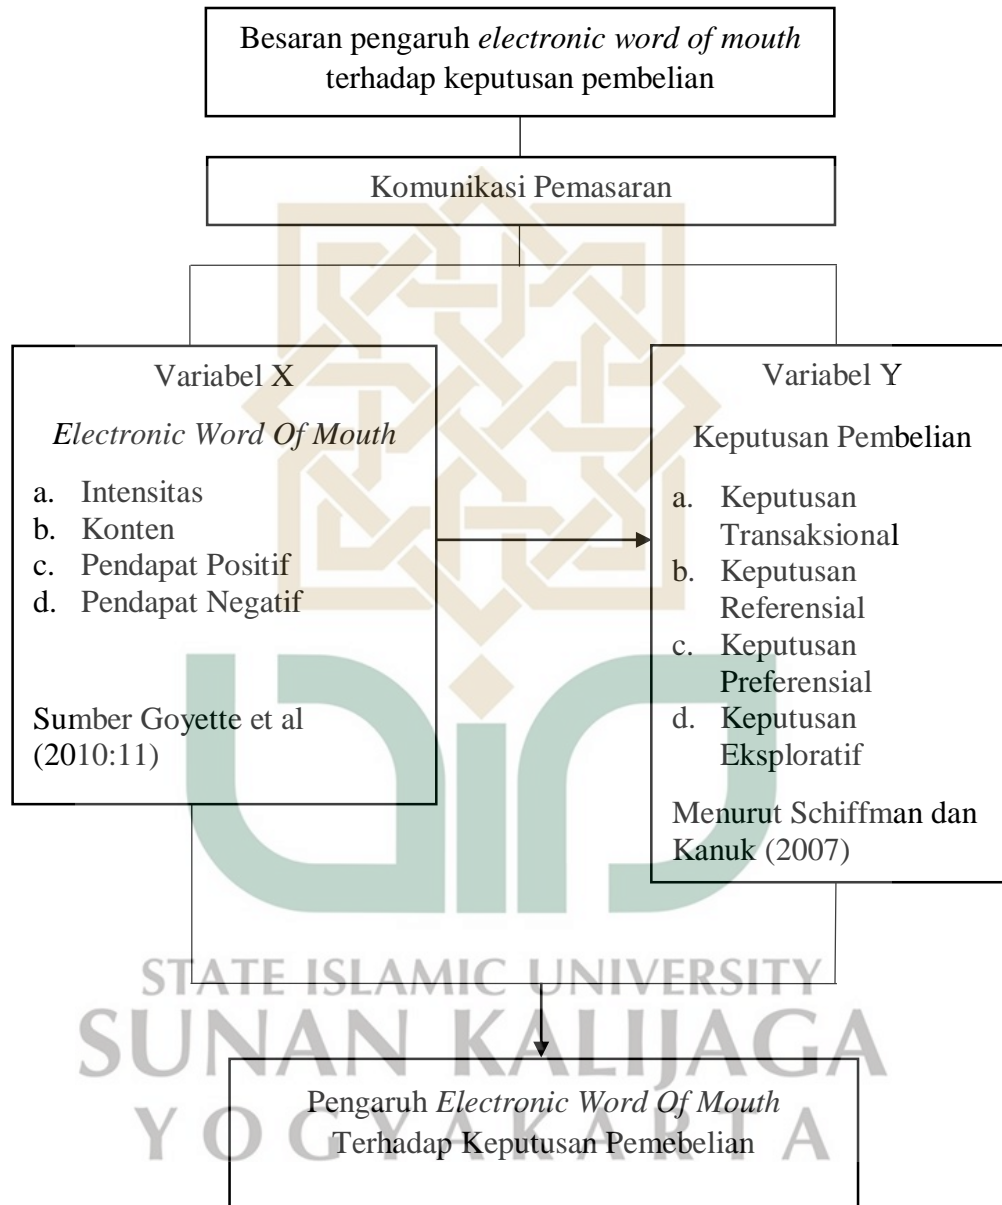 Besaran pengaruh electronic word of mouth
terhadap keputusan pembelian
Komunikasi Pemasaran
Variabel X
Electronic Word Of Mouth
a. Intensitas
b. Konten
c. Pendapat Positif
d. Pendapat Negatif
Sumber Goyette et al
(2010:11)
Variabel Y
Keputusan Pembelian
a. Keputusan
Transaksional
b. Keputusan
Referensial
c. Keputusan
Preferensial
d. Keputusan
Eksploratif
Menurut Schiffman dan
Kanuk (2007)
STATE ISLAMIC UNIVERSITY
SUNAN KALIJAGA
YOGYAKARTA
Pengaruh Electronic Word Of Mouth
Terhadap Keputusan Pemebelian